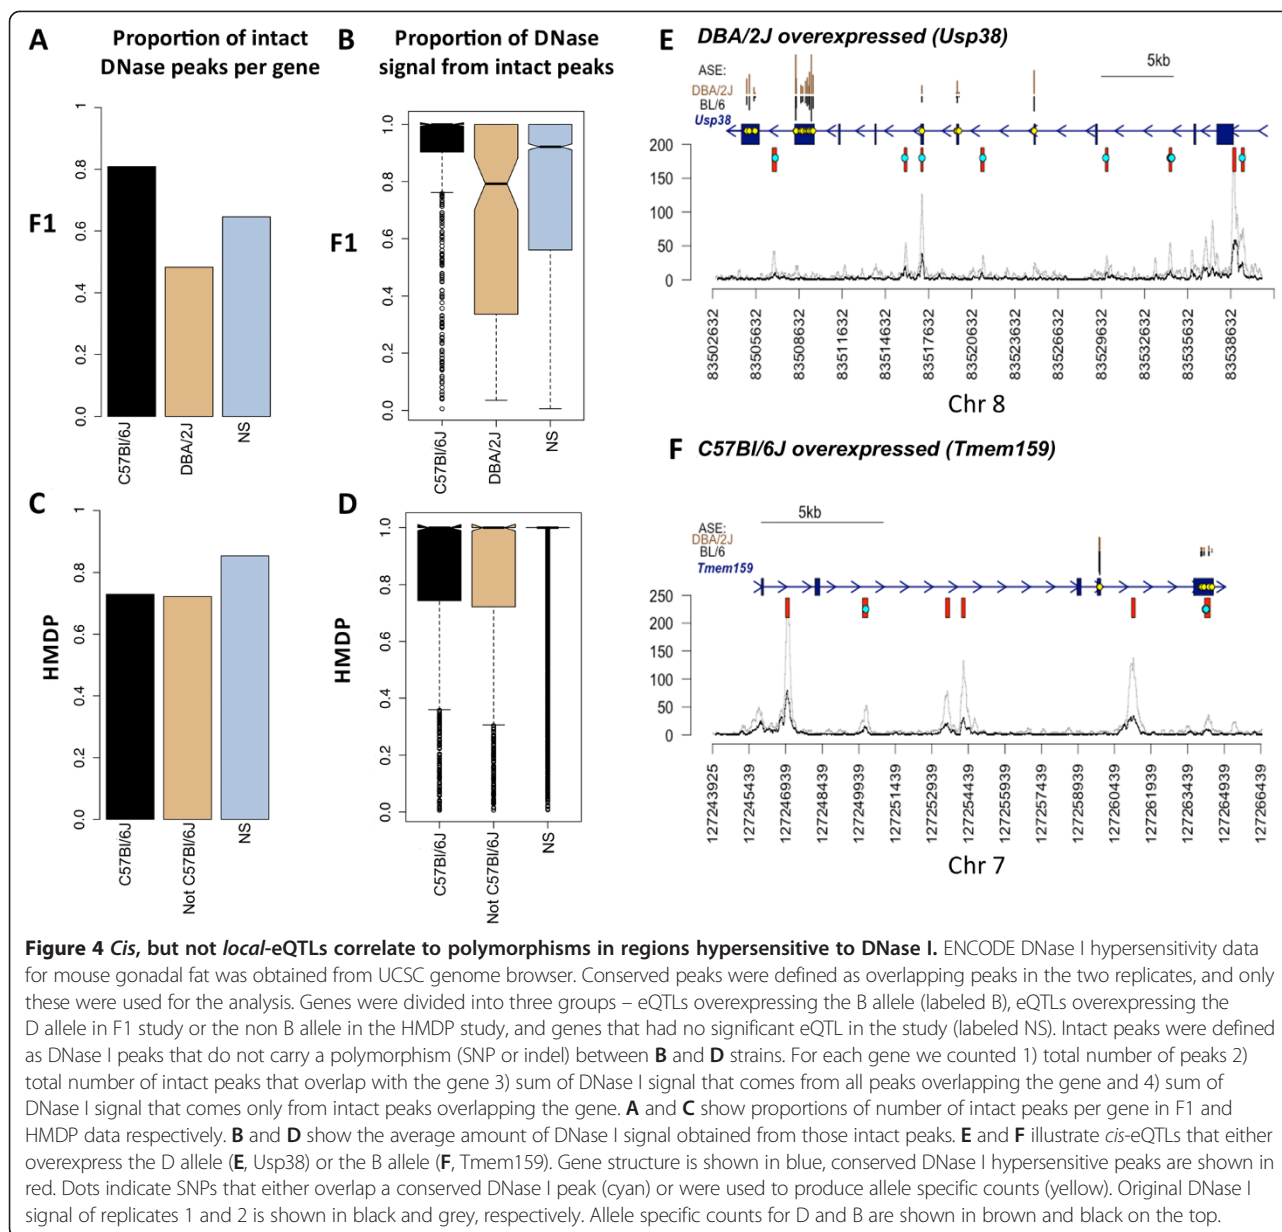 A
Proportion of intact
DNase peaks per gene
F1
0.0 0.2 0.4 0.6 0.8 1
C57Bl/6J DBA/2J NS
B
Proportion of DNase
signal from intact peaks
F1
0.0 0.2 0.4 0.6 0.8 1.0
C57Bl/6J DBA/2J NS
C
HMDP
0.0 0.2 0.4 0.6 0.8 1
C57Bl/6J Not C57Bl/6J NS
D
HMDP
0.0 0.2 0.4 0.6 0.8 1.0
C57Bl/6J Not C57Bl/6J NS
E DBA/2J overexpressed (Usp38)
ASE:
DBA/2J
BL/6
Usp38
5kb
200
150
100
50
0
83502632 83505632 83508632 83511632 83514632 83517632 83520632 83523632 83526632 83529632 83532632 83535632 83538632
Chr 8
F C57Bl/6J overexpressed (Tmem159)
5kb
ASE:
DBA/2J
BL/6
Tmem159
250
200
150
100
50
0
127243925 127245439 127246939 127248439 127249939 127251439 127252939 127254439 127255939 127257439 127258939 127260439 127261939 127263439 127264939 127266439
Chr 7
Figure 4 Cis, but not local-eQTLs correlate to polymorphisms in regions hypersensitive to DNase I. ENCODE DNase I hypersensitivity data
for mouse gonadal fat was obtained from UCSC genome browser. Conserved peaks were defined as overlapping peaks in the two replicates, and only
these were used for the analysis. Genes were divided into three groups – eQTLs overexpressing the B allele (labeled B), eQTLs overexpressing the
D allele in F1 study or the non B allele in the HMDP study, and genes that had no significant eQTL in the study (labeled NS). Intact peaks were defined
as DNase I peaks that do not carry a polymorphism (SNP or indel) between B and D strains. For each gene we counted 1) total number of peaks 2)
total number of intact peaks that overlap with the gene 3) sum of DNase I signal that comes from all peaks overlapping the gene and 4) sum of
DNase I signal that comes only from intact peaks overlapping the gene. A and C show proportions of number of intact peaks per gene in F1 and
HMDP data respectively. B and D show the average amount of DNase I signal obtained from those intact peaks. E and F illustrate cis-eQTLs that either
overexpress the D allele (E, Usp38) or the B allele (F, Tmem159). Gene structure is shown in blue, conserved DNase I hypersensitive peaks are shown in
red. Dots indicate SNPs that either overlap a conserved DNase I peak (cyan) or were used to produce allele specific counts (yellow). Original DNase I
signal of replicates 1 and 2 is shown in black and grey, respectively. Allele specific counts for D and B are shown in brown and black on the top.